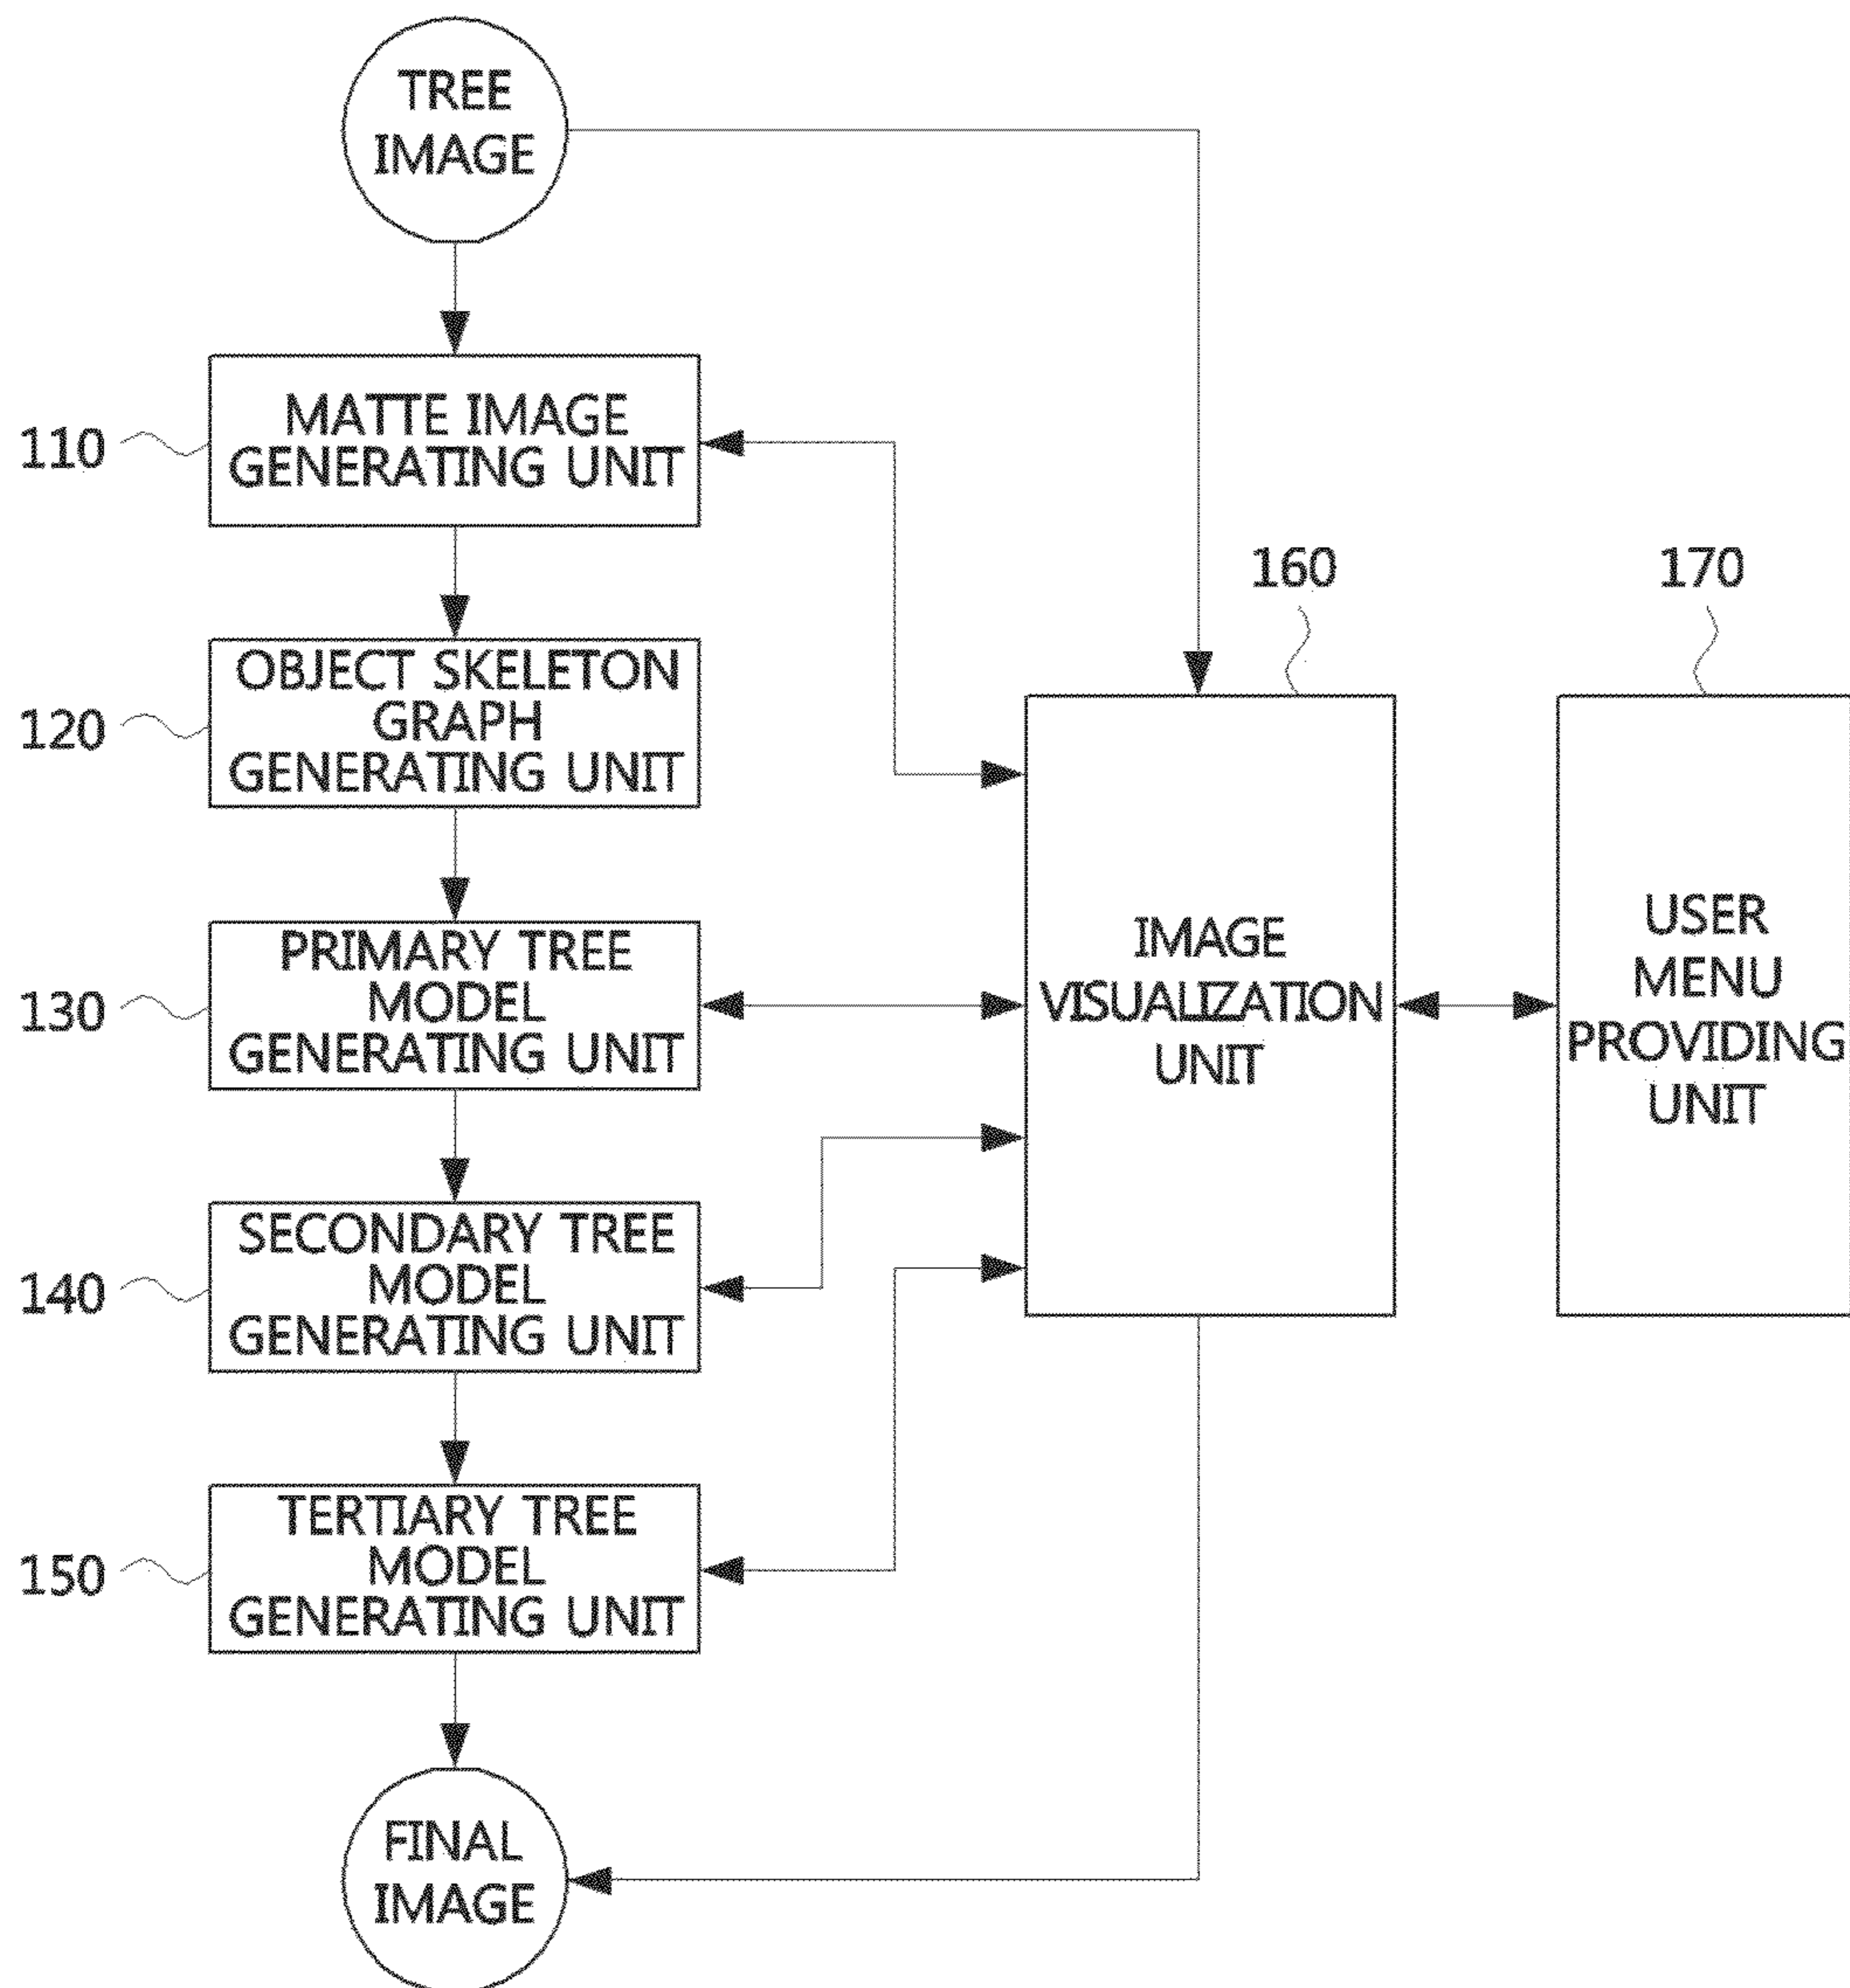 TREE
IMAGE
110
MATTE IMAGE
GENERATING UNIT
160
170
120
OBJECT SKELETON
GRAPH
GENERATING UNIT
130
PRIMARY TREE
MODEL
GENERATING UNIT
IMAGE
VISUALIZATION
UNIT
USER
MENU
PROVIDING
UNIT
140
SECONDARY TREE
MODEL
GENERATING UNIT
150
TERTIARY TREE
MODEL
GENERATING UNIT
FINAL
IMAGE